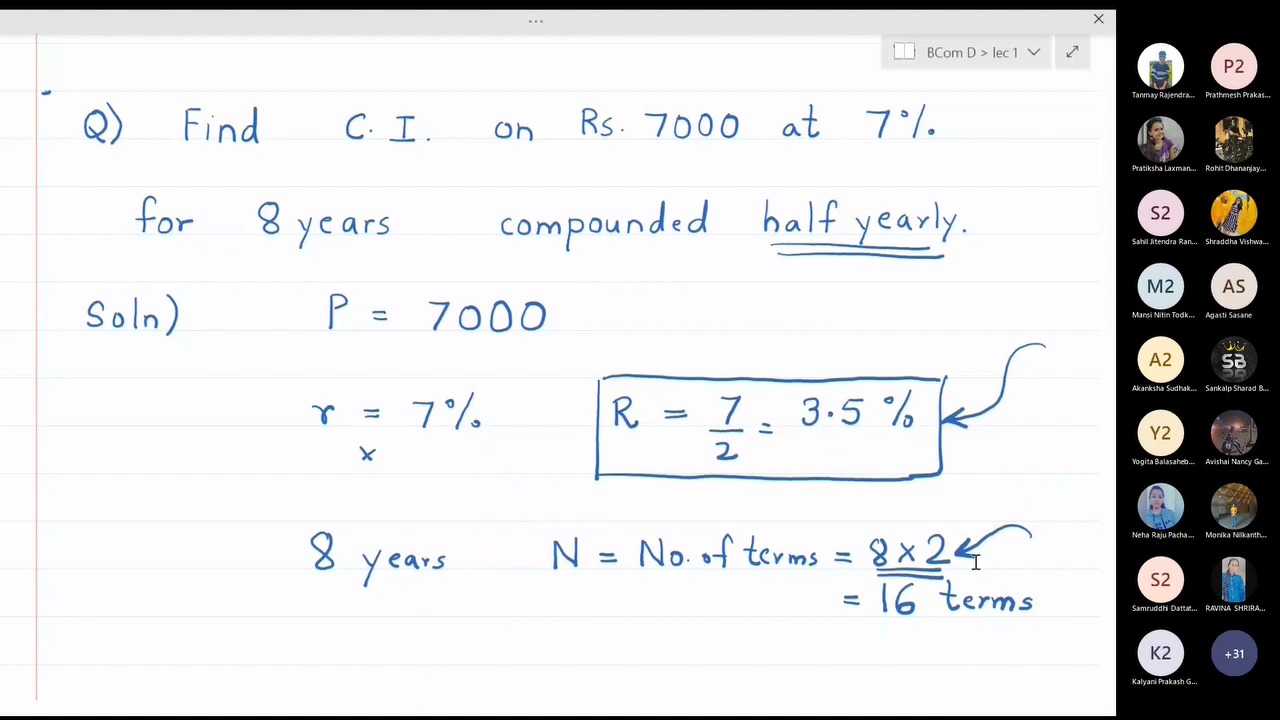 BCom D > lec 1
Q) Find C. I. on Rs. 7000 at 7%.
for 8 years compounded half yearly.
Soln) P = 7000
r = 7% R = 7/2 = 3.5 %
x
8 years N = No. of terms = 8 x 2
= 16 terms
Tanmay Rajendra...
P2
Prathmesh Prakas...
Pratiksha Laxman...
Rohit Dhananjay...
S2
Sahil Jitendra Ran...
Shraddha Vishwa...
M2
Mansi Nitin Todk...
AS
Agasti Sasane
A2
Akanksha Sudhak...
SB
Sankalp Sharad B...
Y2
Yogita Balasaheb...
Avishai Nancy Ga...
Neha Raju Pacha...
Monika Nilkanth...
S2
Samruddhi Dattat...
RAVINA SHRIRA...
K2
Kalyani Prakash G...
+31